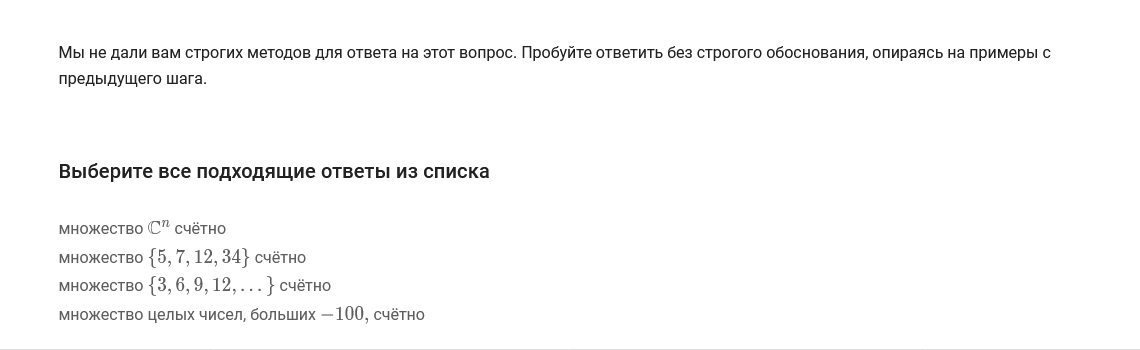 Мы не дали вам строгих методов для ответа на этот вопрос. Пробуйте ответить без строгого обоснования, опираясь на примеры с
предыдущего шага.
Выберите все подходящие ответы из списка
множество ℂⁿ счётно
множество {5, 7, 12, 34} счётно
множество {3, 6, 9, 12, . . . } счётно
множество целых чисел, больших −100, счётно